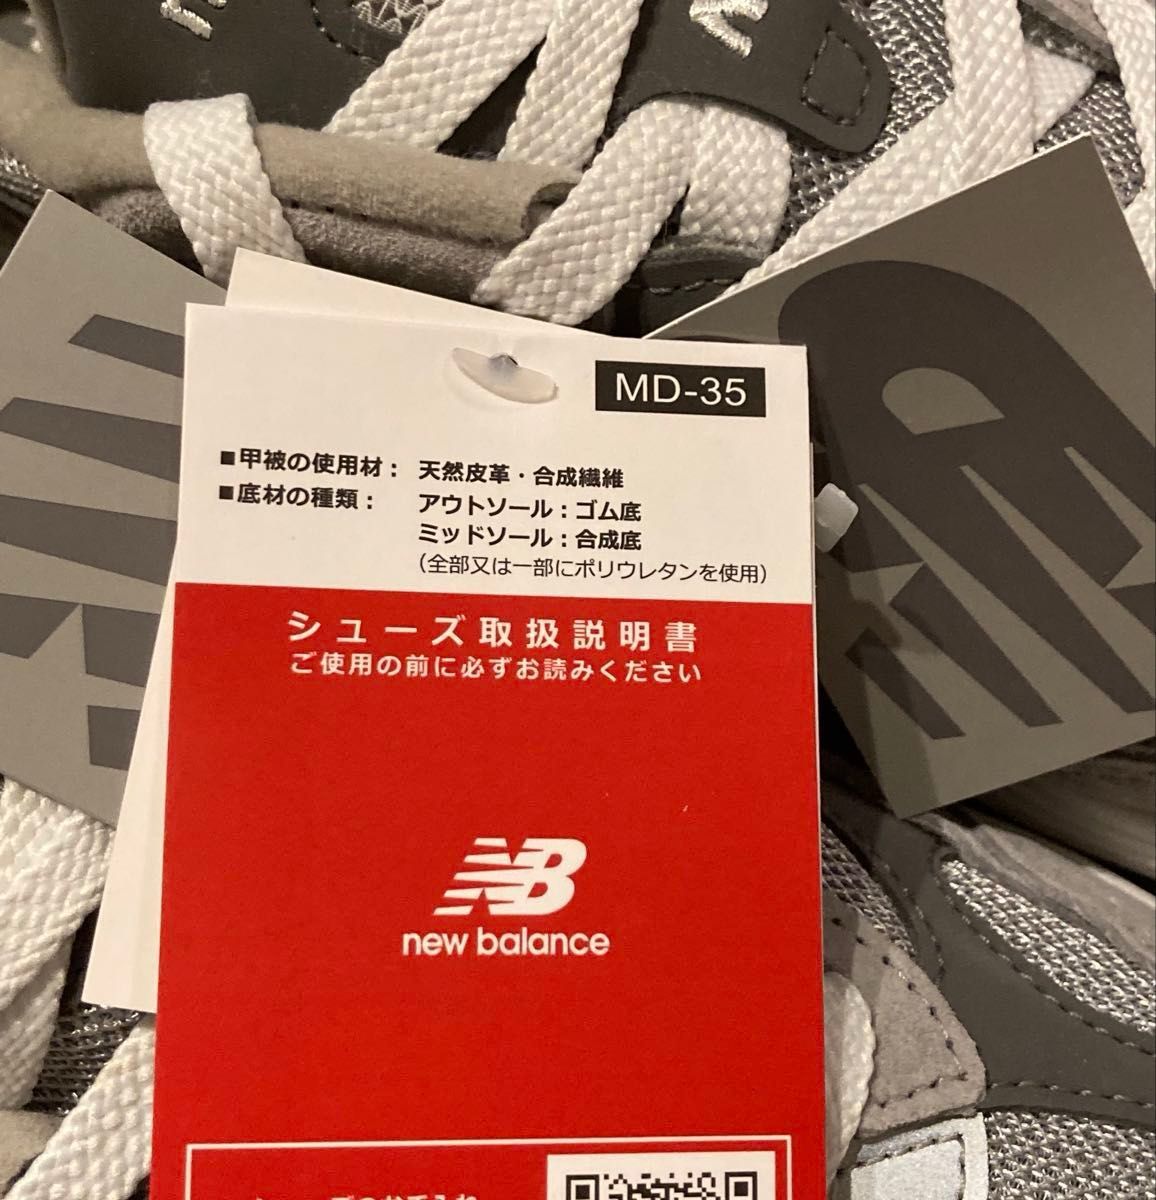 MD-35
■甲被の使用材： 天然皮革・合成繊維
■底材の種類： アウトソール：ゴム底
ミッドソール：合成底
（全部又は一部にポリウレタンを使用）
シューズ取扱説明書
ご使用の前に必ずお読みください
NB
new balance